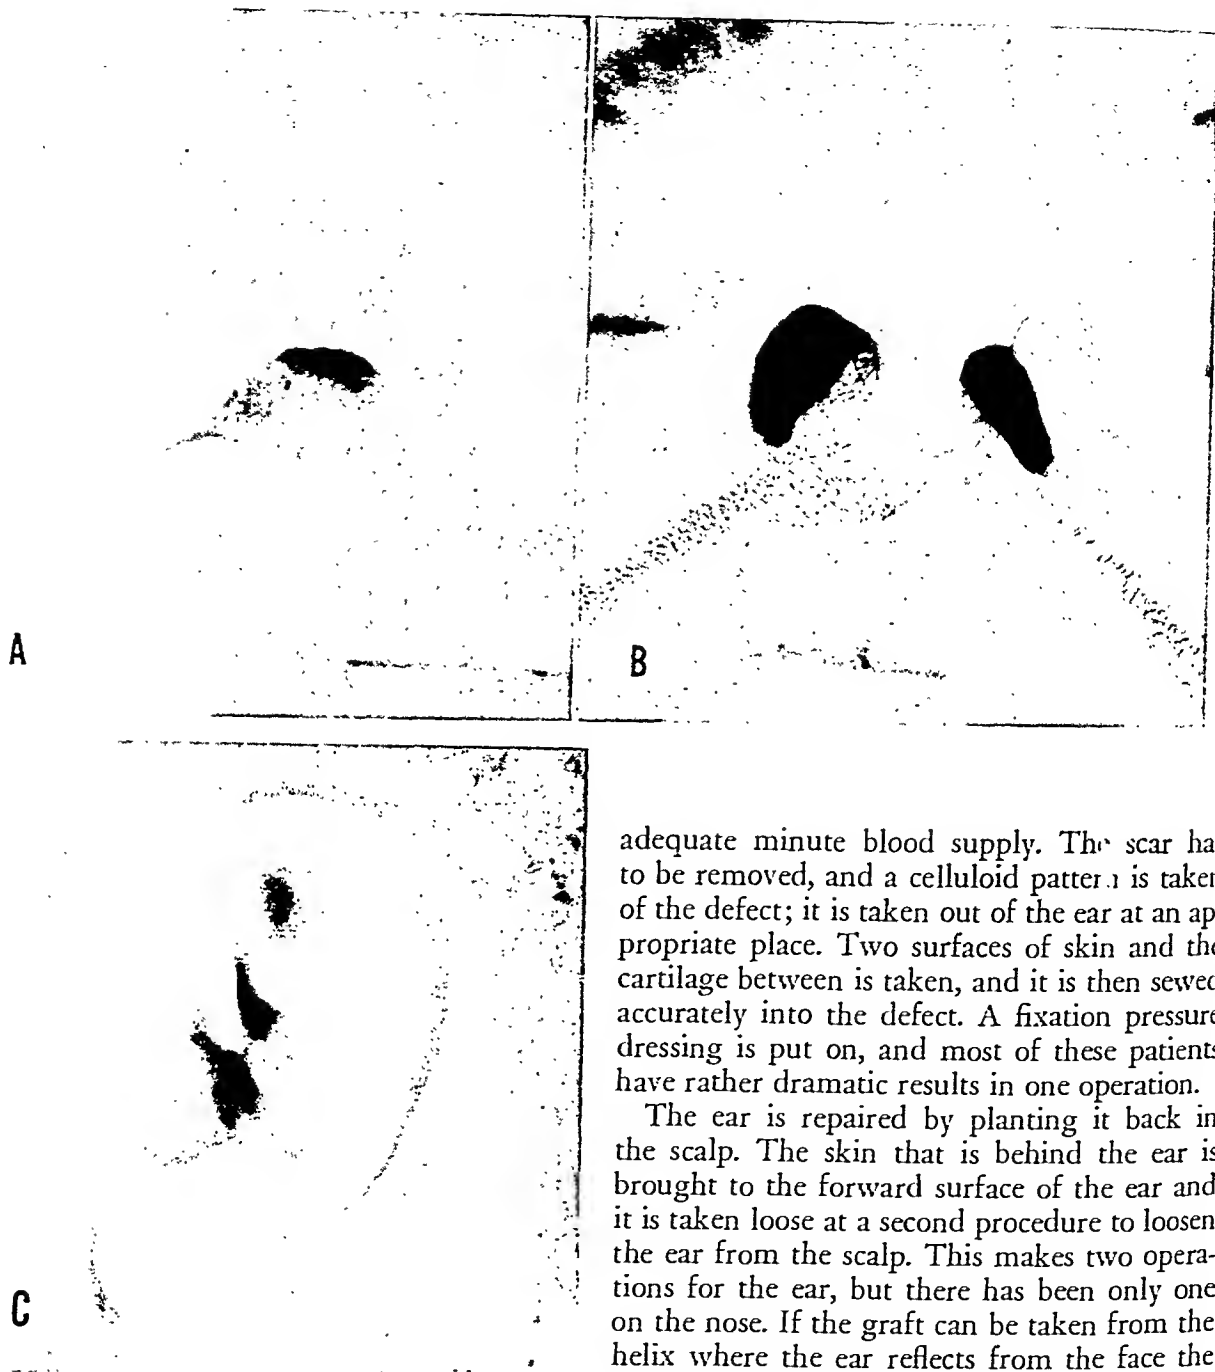 A
B
C
adequate minute blood supply. The scar ha
to be removed, and a celluloid pattern is taken
of the defect; it is taken out of the ear at an ap
propriate place. Two surfaces of skin and the
cartilage between is taken, and it is then sewed
accurately into the defect. A fixation pressure
dressing is put on, and most of these patients
have rather dramatic results in one operation.
The ear is repaired by planting it back in
the scalp. The skin that is behind the ear is
brought to the forward surface of the ear and
it is taken loose at a second procedure to loosen
the ear from the scalp. This makes two opera-
tions for the ear, but there has been only one
on the nose. If the graft can be taken from the
helix where the ear reflects from the face the